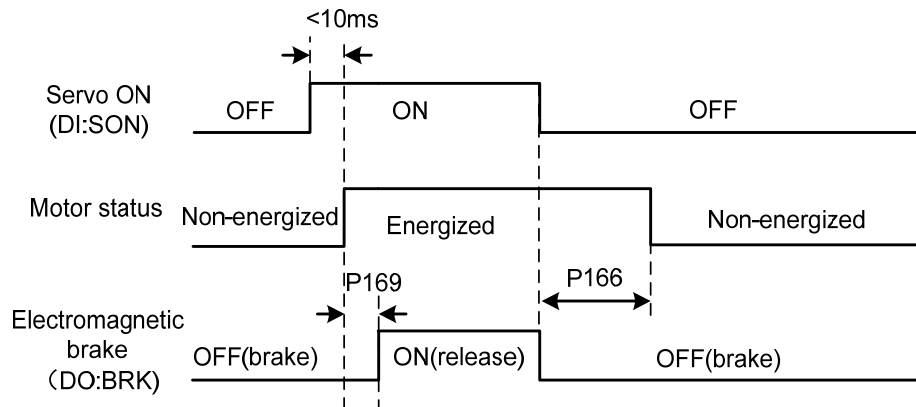 <10ms
Servo ON
(DI:SON)
OFF
ON
OFF
Motor status
Non-energized
Energized
Non-energized
P169
P166
Electromagnetic
brake
（DO:BRK)
OFF(brake)
ON(release)
OFF(brake)